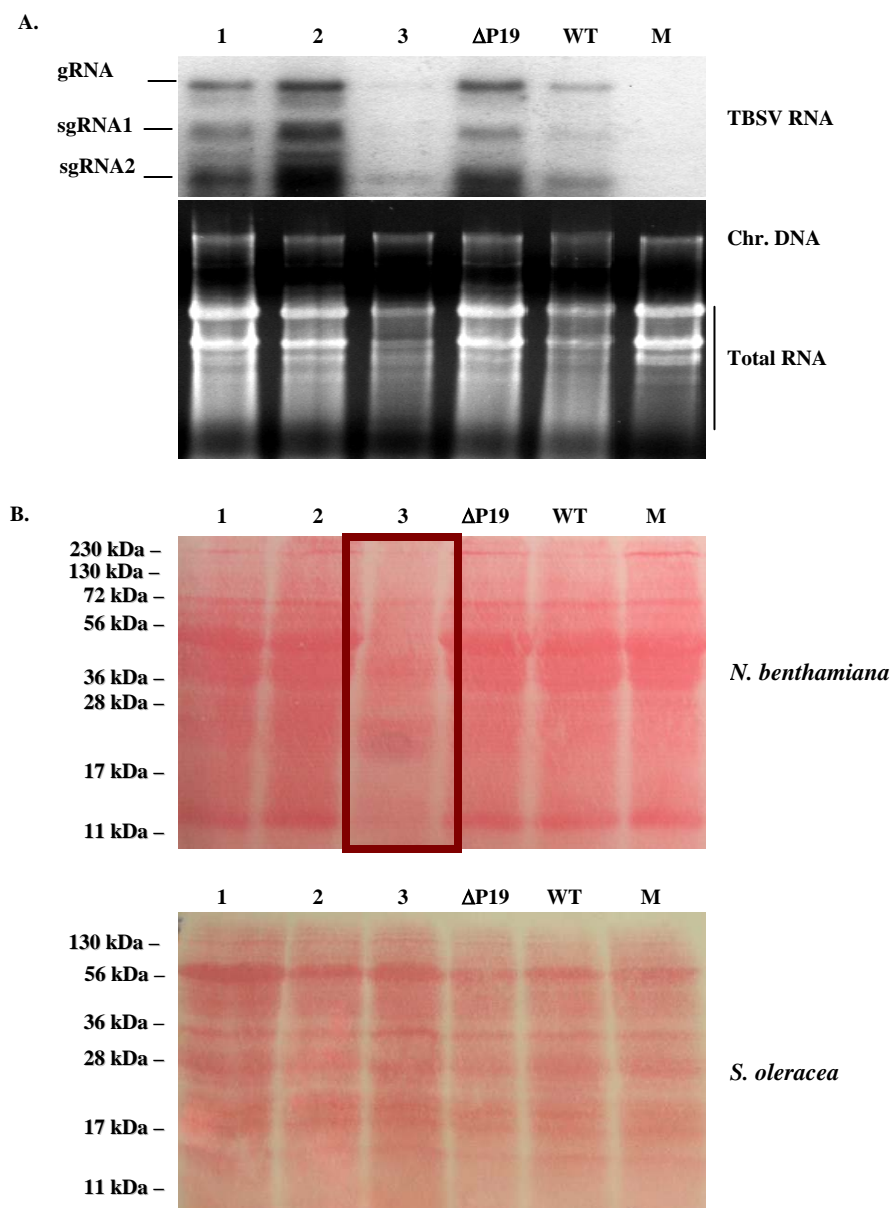 A.
1 2 3 ΔP19 WT M
gRNA
sgRNA1
sgRNA2
TBSV RNA
Chr. DNA
Total RNA
B.
1 2 3 ΔP19 WT M
230 kDa –
130 kDa –
72 kDa –
56 kDa –
36 kDa –
28 kDa –
17 kDa –
11 kDa –
N. benthamiana
1 2 3 ΔP19 WT M
130 kDa –
56 kDa –
36 kDa –
28 kDa –
17 kDa –
11 kDa –
S. oleracea